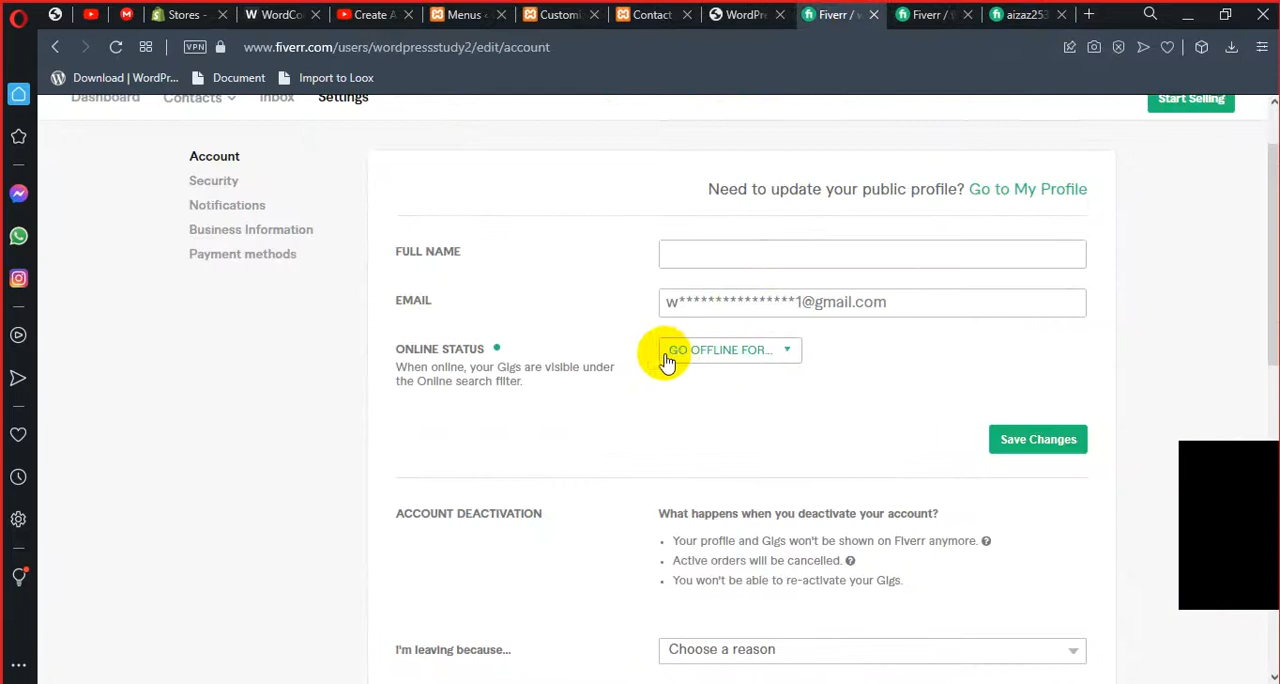 Stores -
W WordCo
Create A
Menus
Customi
Contact
WordPre
Fiverr / w
Fiverr /
aizaz253
VPN
www.fiverr.com/users/wordpressstudy2/edit/account
Download | WordPr...
Document
Import to Loox
Dashboard
Contacts
Inbox
Settings
Start Selling
Account
Security
Notifications
Business Information
Payment methods
Need to update your public profile? Go to My Profile
FULL NAME
EMAIL
w****************1@gmail.com
ONLINE STATUS
GO OFFLINE FOR...
When online, your Gigs are visible under
the Online search filter.
Save Changes
ACCOUNT DEACTIVATION
What happens when you deactivate your account?
Your profile and Gigs won't be shown on Fiverr anymore.
Active orders will be cancelled.
You won't be able to re-activate your Gigs.
I'm leaving because...
Choose a reason